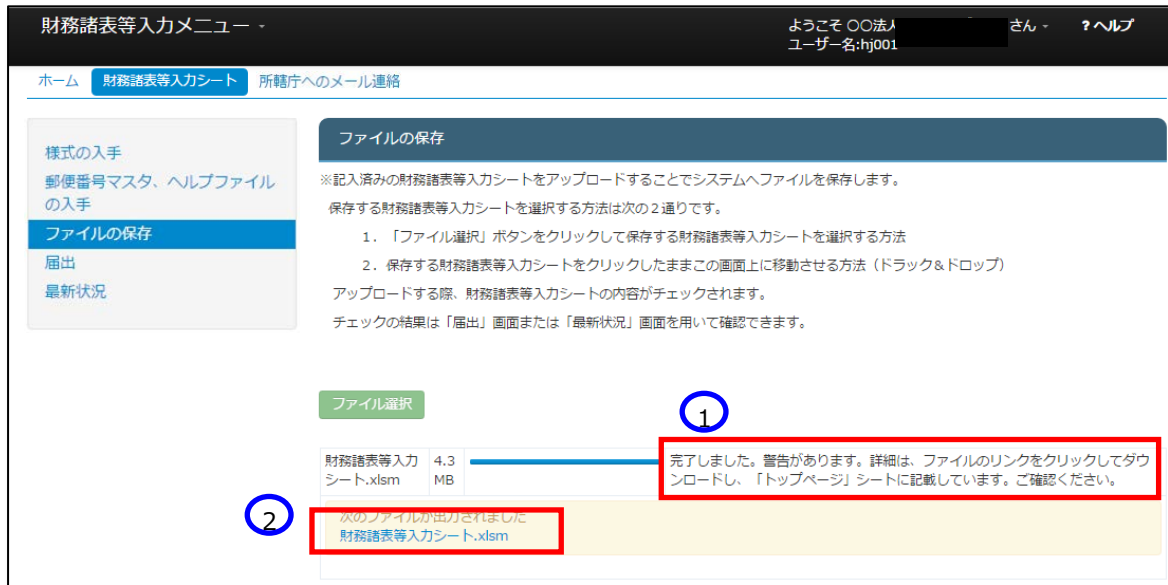 財務諸表等入力メニュー
ようこそ 〇〇法人 さん
ユーザー名:hj001
?ヘルプ
ホーム 財務諸表等入力シート 所轄庁へのメール連絡
様式の入手
郵便番号マスタ、ヘルプファイル
の入手
ファイルの保存
届出
最新状況
ファイルの保存
※記入済みの財務諸表等入力シートをアップロードすることでシステムへファイルを保存します。
保存する財務諸表等入力シートを選択する方法は次の２通りです。
1. 「ファイル選択」ボタンをクリックして保存する財務諸表等入力シートを選択する方法
2. 保存する財務諸表等入力シートをクリックしたままこの画面上に移動させる方法（ドラック＆ドロップ）
アップロードする際、財務諸表等入力シートの内容がチェックされます。
チェックの結果は「届出」画面または「最新状況」画面を用いて確認できます。
ファイル選択
1
財務諸表等入力
シート.xlsm
4.3
MB
完了しました。警告があります。詳細は、ファイルのリンクをクリックしてダウ
ンロードし、「トップページ」シートに記載しています。ご確認ください。
2
次のファイルが出力されました
財務諸表等入力シート.xlsm